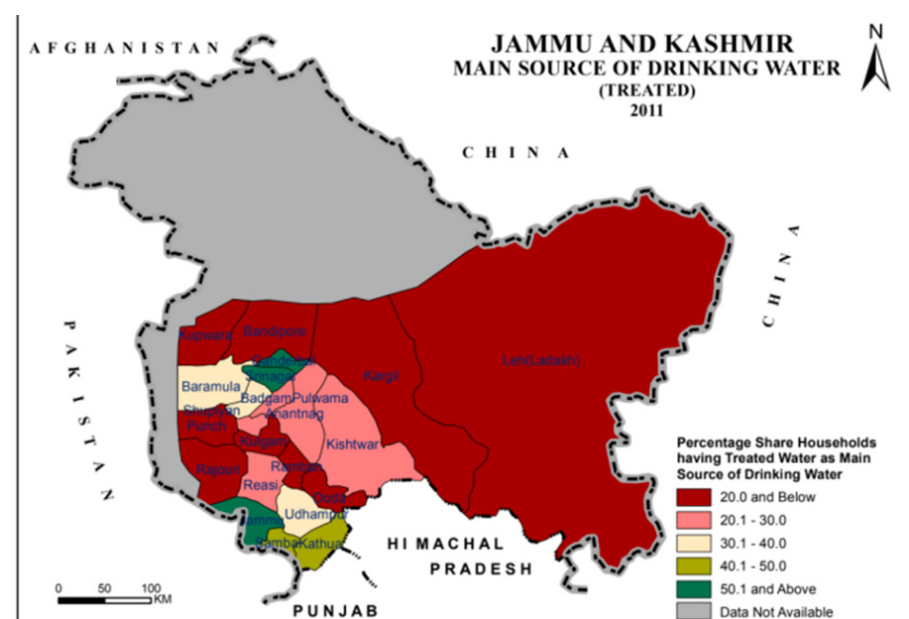 AFGHANISTAN
N
JAMMU AND KASHMIR
MAIN SOURCE OF DRINKING WATER
(TREATED)
2011
CHINA
CHINA
PAKISTAN
Kupwara
Bandipore
Ganderbal
Srinagar
Kargil
Leh(Ladakh)
Baramula
Badgam
Pulwama
Shupiyan
Anantnag
Punch
Kulgam
Kishtwar
Rajouri
Ramban
Reasi
Doda
Udhampur
Jammu
Samba
Kathua
HIMACHAL
PRADESH
PUNJAB
Percentage Share Households
having Treated Water as Main
Source of Drinking Water
20.0 and Below
20.1 - 30.0
30.1 - 40.0
40.1 - 50.0
50.1 and Above
Data Not Available
0 50 100
KM